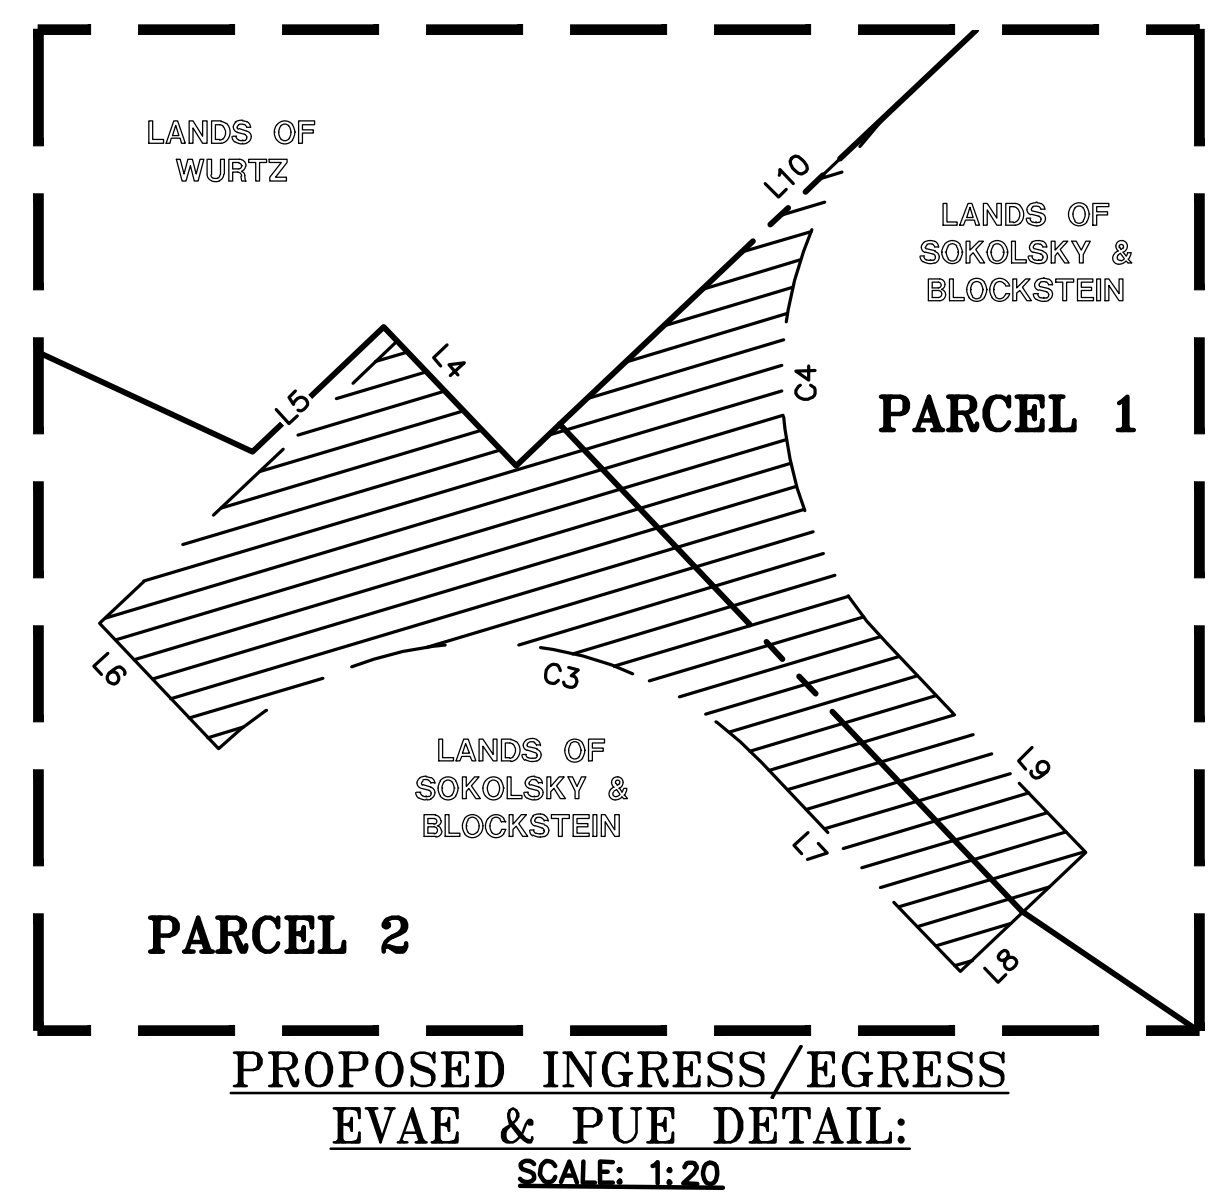 LANDS OF
WURTZ
L10
LANDS OF
SOKOLSKY &
BLOCKSTEIN
L4
C4
L5
PARCEL 1
L6
C3
LANDS OF
SOKOLSKY &
BLOCKSTEIN
L9
L7
PARCEL 2
L8
PROPOSED INGRESS/EGRESS
EVAE & PUE DETAIL:
SCALE: 1:20